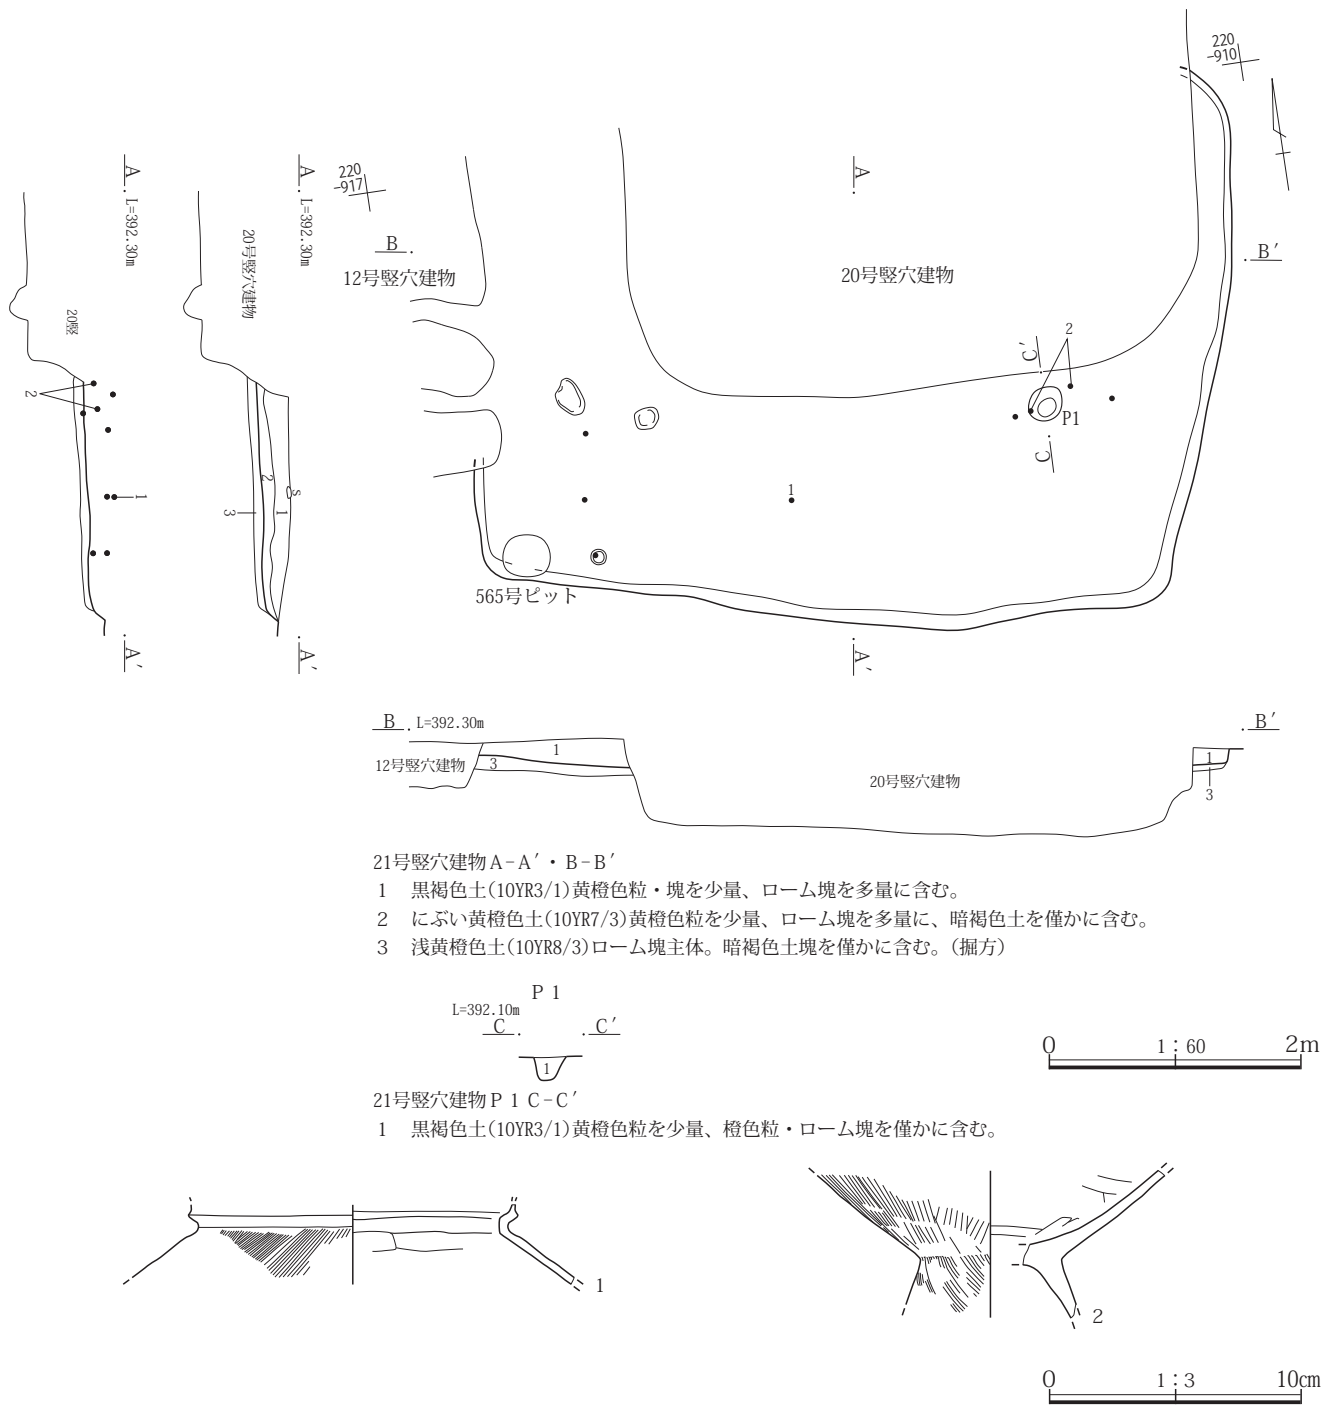 220
-910
A
L=392.30m
A
L=392.30m
220
-917
A
B
B′
12号竪穴建物
20号竪穴建物
20号竪穴建物
20竪
2
C′
2
P1
C
1
2
1
S
3
1
565号ピット
A′
A′
A′
B
L=392.30m
B′
1
12号竪穴建物
3
20号竪穴建物
1
3
21号竪穴建物A-A′・B-B′
1 黒褐色土(10YR3/1)黄橙色粒・塊を少量、ローム塊を多量に含む。
2 にぶい黄橙色土(10YR7/3)黄橙色粒を少量、ローム塊を多量に、暗褐色土を僅かに含む。
3 浅黄橙色土(10YR8/3)ローム塊主体。暗褐色土塊を僅かに含む。(掘方)
P 1
L=392.10m
C
C′
1
0 1:60 2m
21号竪穴建物P 1 C-C′
1 黒褐色土(10YR3/1)黄橙色粒を少量、橙色粒・ローム塊を僅かに含む。
1
2
0 1:3 10cm